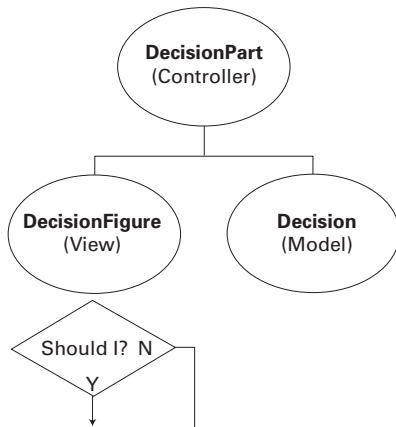 DecisionPart
(Controller)
DecisionFigure
(View)
Decision
(Model)
Should I? N
Y